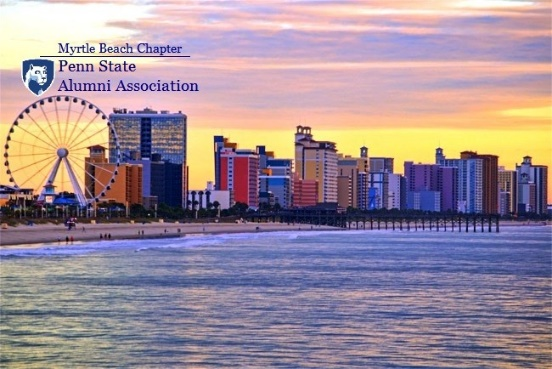 Myrtle Beach Chapter
Penn State
Alumni Association